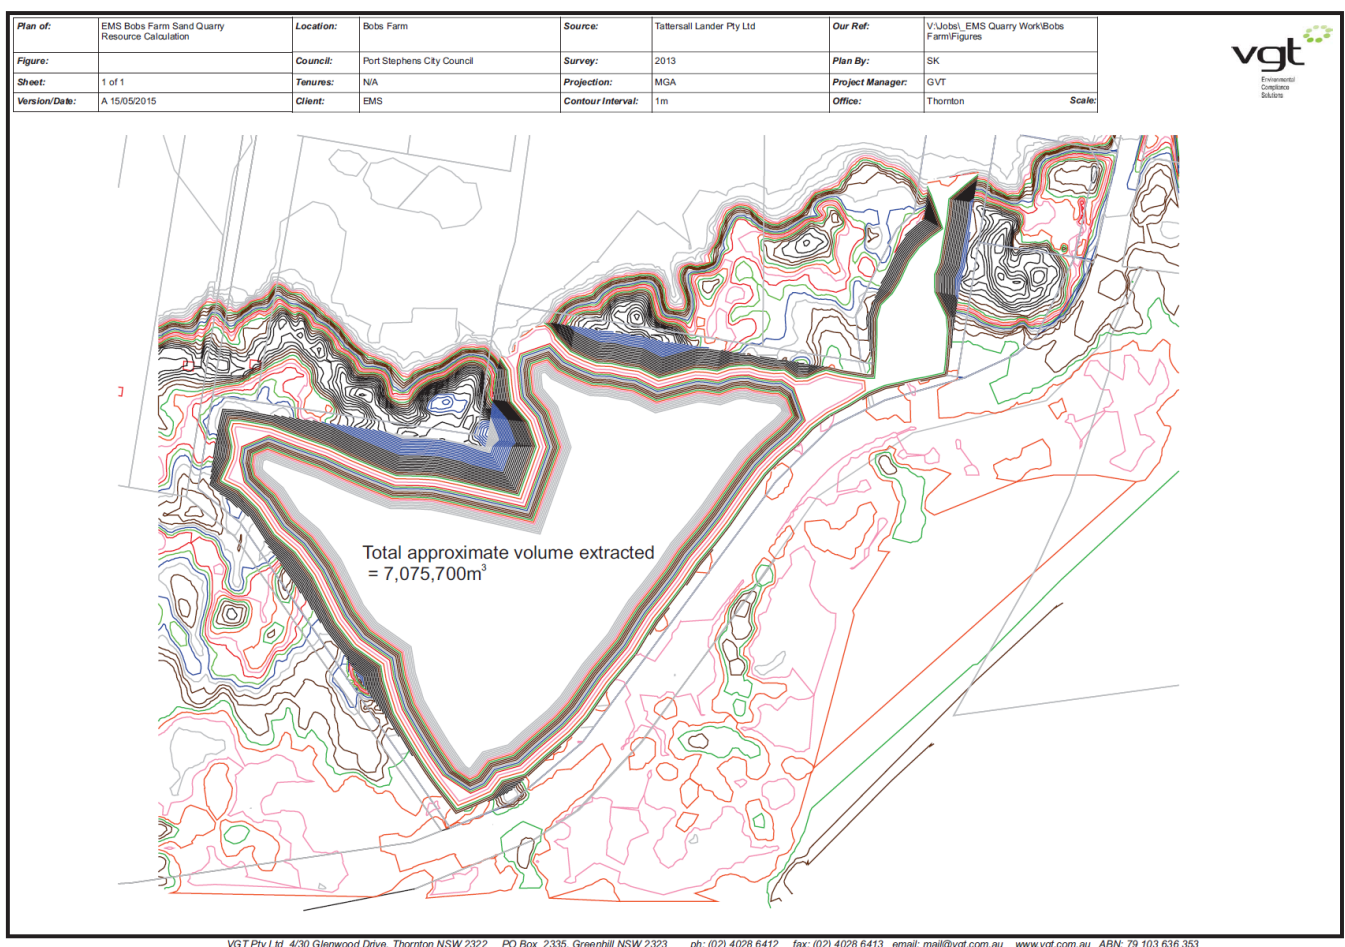 Plan of: EMS Bobs Farm Sand Quarry Resource Calculation Location: Bobs Farm Source: Tattersall Lander Pty Ltd Our Ref: V:\Jobs\_EMS Quarry Work\Bobs Farm\Figures
Figure: Council: Port Stephens City Council Survey: 2013 Plan By: SK
Sheet: 1 of 1 Tenures: N/A Projection: MGA Project Manager: GVT
Version/Date: A 15/05/2015 Client: EMS Contour Interval: 1m Office: Thornton Scale:
vgt
Environmental
Compliance
Solutions
Total approximate volume extracted
= 7,075,700m³
VGT Pty Ltd 4/30 Glenwood Drive, Thornton NSW 2322 PO Box 2335, Greenhill NSW 2323 ph: (02) 4028 6412 fax: (02) 4028 6413 email: mail@vgt.com.au www.vgt.com.au ABN: 79 103 636 353